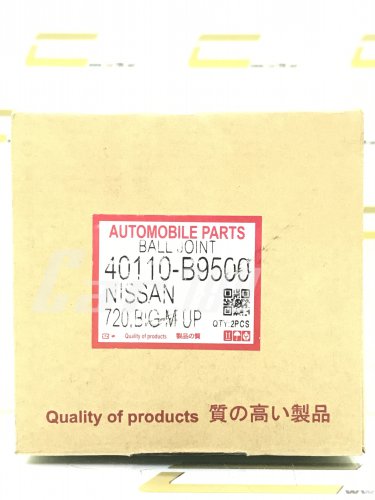 AUTOMOBILE PARTS
BALL JOINT
40110-B9500
NISSAN
720,BIG-M UP
QTY:2PCS
Quality of products 製品の質
Quality of products 質の高い製品